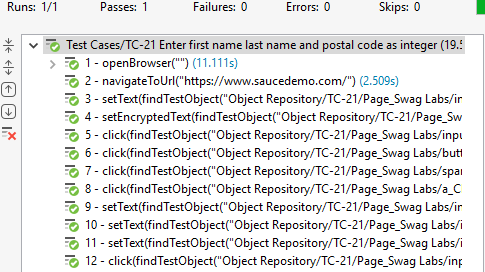 Runs: 1/1 Passes: 1 Failures: 0 Errors: 0 Skips: 0
Test Cases/TC-21 Enter first name last name and postal code as integer (19.5
1 - openBrowser("") (11.111s)
2 - navigateToUrl("https://www.saucedemo.com/") (2.509s)
3 - setText(findTestObject("Object Repository/TC-21/Page_Swag Labs/inp
4 - setEncryptedText(findTestObject("Object Repository/TC-21/Page_Sw
5 - click(findTestObject("Object Repository/TC-21/Page_Swag Labs/input
6 - click(findTestObject("Object Repository/TC-21/Page_Swag Labs/butt
7 - click(findTestObject("Object Repository/TC-21/Page_Swag Labs/span
8 - click(findTestObject("Object Repository/TC-21/Page_Swag Labs/a_C
9 - setText(findTestObject("Object Repository/TC-21/Page_Swag Labs/in
10 - setText(findTestObject("Object Repository/TC-21/Page_Swag Labs/i
11 - setText(findTestObject("Object Repository/TC-21/Page_Swag Labs/i
12 - click(findTestObject("Object Repository/TC-21/Page_Swag Labs/inp